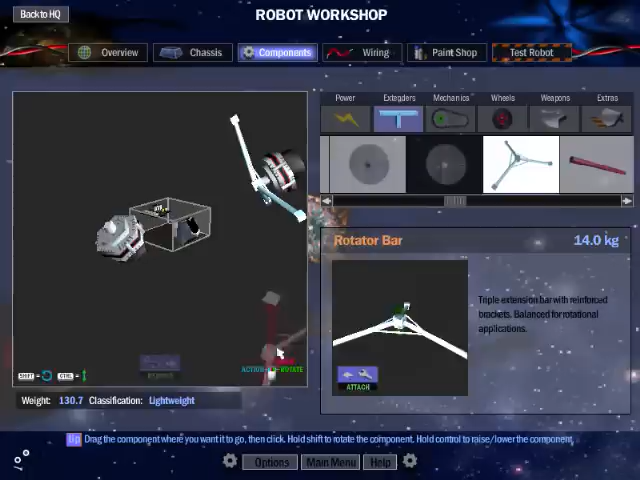 Back to HQ
ROBOT WORKSHOP
Overview
Chassis
Components
Wiring
Paint Shop
Test Robot
Power
Extenders
Mechanics
Wheels
Weapons
Extras
Rotator Bar
14.0 kg
Triple extension bar with reinforced
brackets. Balanced for rotational
applications.
ATTACH
SHIFT =
CTRL =
Weight: 130.7 Classification: Lightweight
tip Drag the component where you want it to go, then click. Hold shift to rotate the component. Hold control to raise/lower the component.
Options
Main Menu
Help